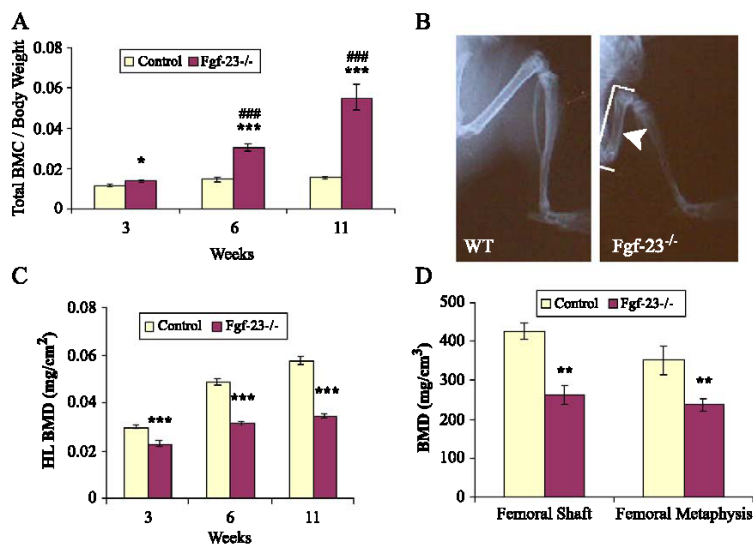 A
Control Fgf-23-/-
Total BMC / Body Weight
0.08
0.06
0.04
0.02
0
*
###
***
###
***
3 6 11
Weeks
B
WT
Fgf-23-/-
C
Control Fgf-23-/-
HL BMD (mg/cm²)
0.08
0.06
0.04
0.02
0
***
***
***
3 6 11
Weeks
D
Control Fgf-23-/-
BMD (mg/cm³)
500
400
300
200
100
0
**
**
Femoral Shaft Femoral Metaphysis